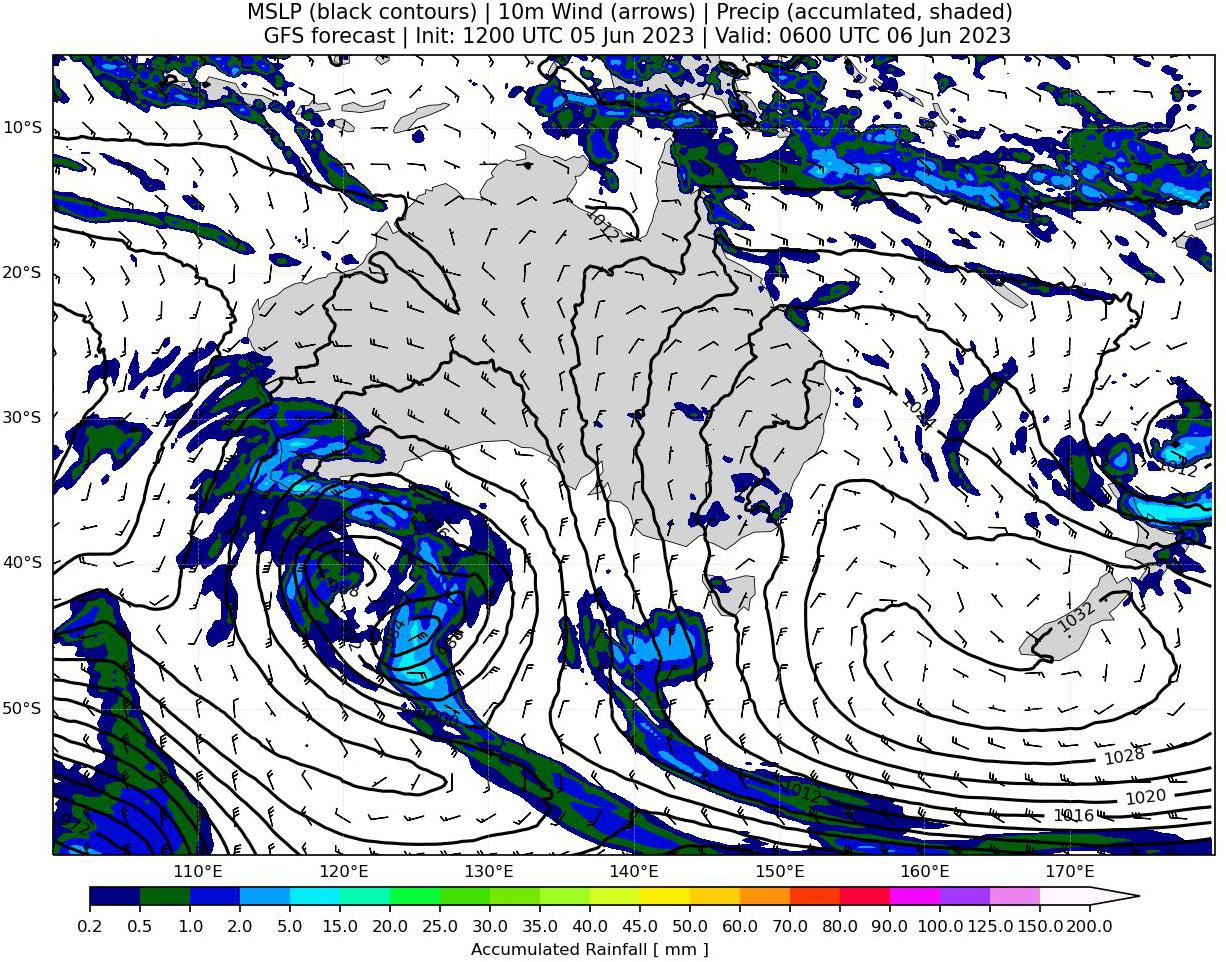 MSLP (black contours) | 10m Wind (arrows) | Precip (accumlated, shaded)
GFS forecast | Init: 1200 UTC 05 Jun 2023 | Valid: 0600 UTC 06 Jun 2023
10°S
1012
20°S
1024
30°S
1012
40°S
988
1032
984
50°S
1028
1012
1020
1016
972
110°E 120°E 130°E 140°E 150°E 160°E 170°E
0.2 0.5 1.0 2.0 5.0 10.0 15.0 20.0 25.0 30.0 35.0 40.0 45.0 50.0 60.0 70.0 80.0 90.0 100.0 125.0 150.0 200.0
Accumulated Rainfall [ mm ]